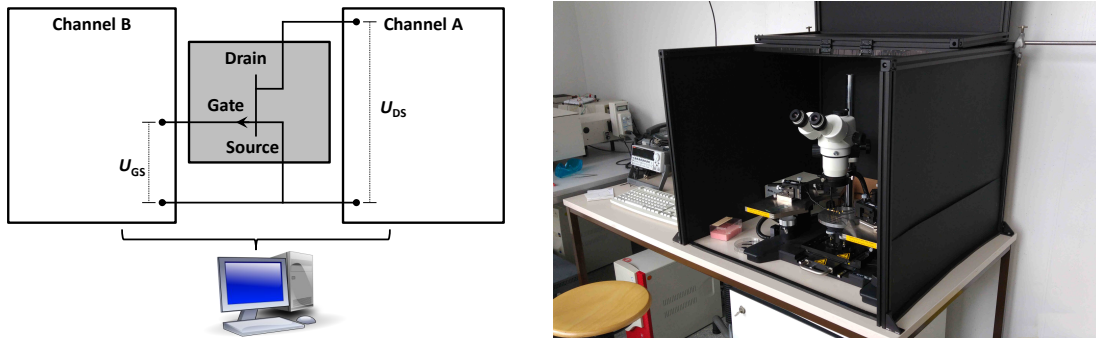 Channel B
Channel A
Drain
Gate
Source
U_DS
U_GS